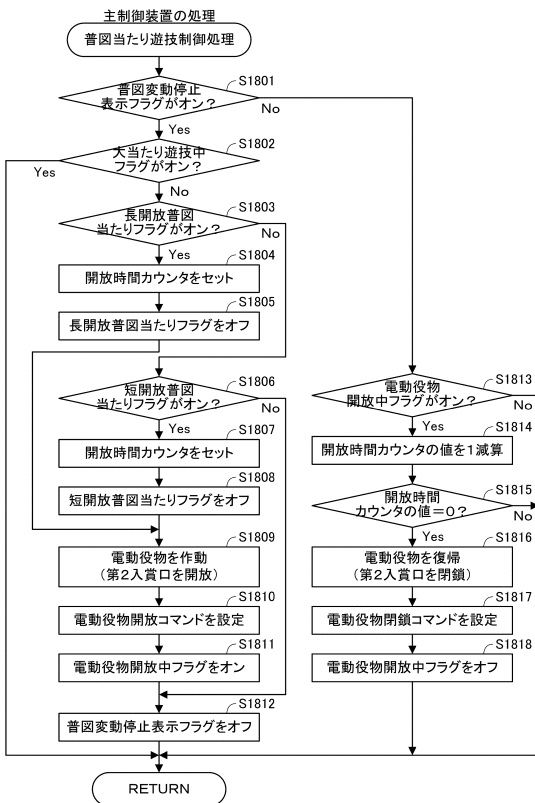 主制御装置の処理
普図当たり遊技制御処理
S1801
普図変動停止
表示フラグがオン？
No
Yes
S1802
大当たり遊技中
フラグがオン？
Yes
No
S1803
長開放普図
当たりフラグがオン？
No
Yes
S1804
開放時間カウンタをセット
S1805
長開放普図当たりフラグをオフ
S1806
短開放普図
当たりフラグがオン？
No
Yes
S1807
開放時間カウンタをセット
S1808
短開放普図当たりフラグをオフ
S1809
電動役物を作動
(第2入賞口を開放)
S1810
電動役物開放コマンドを設定
S1811
電動役物開放中フラグをオン
S1812
普図変動停止表示フラグをオフ
S1813
電動役物
開放中フラグがオン？
No
Yes
S1814
開放時間カウンタの値を1減算
S1815
開放時間
カウンタの値＝0？
No
Yes
S1816
電動役物を復帰
(第2入賞口を閉鎖)
S1817
電動役物閉鎖コマンドを設定
S1818
電動役物開放中フラグをオフ
RETURN